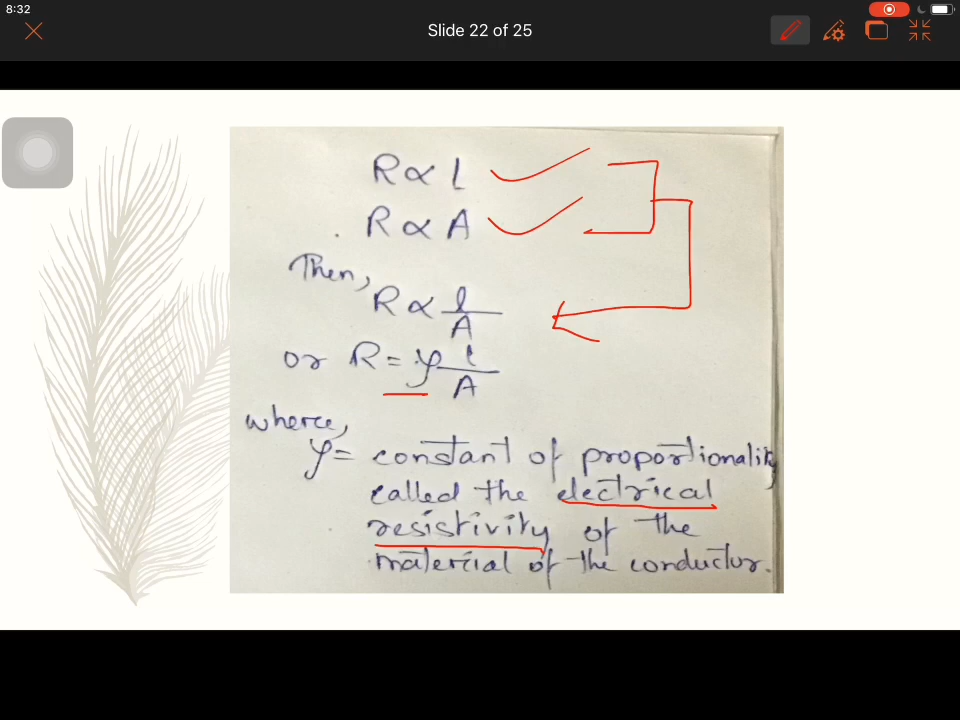 8:32
Slide 22 of 25
R ∝ l
R ∝ A
Then,
R ∝ l/A
or R = ρ l/A
where,
ρ = constant of proportionality
called the electrical
resistivity of the
material of the conductor.